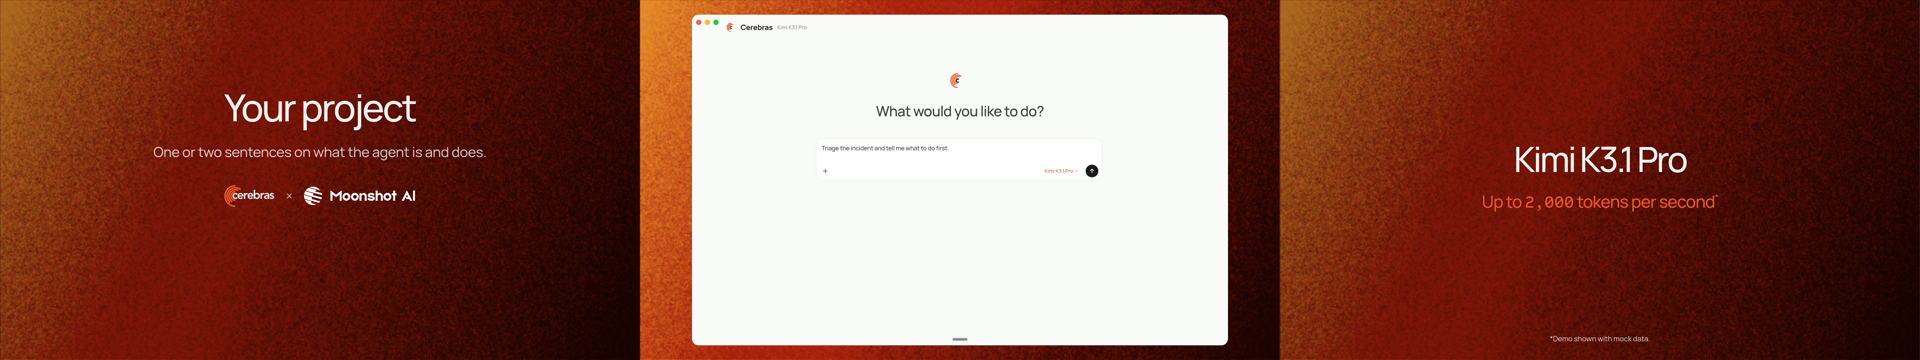 Your project
One or two sentences on what the agent is and does.
cerebras × Moonshot AI
Cerebras Kimi K3.1 Pro
What would you like to do?
Triage the incident and tell me what to do first.
+ Kimi K3.1 Pro
Kimi K3.1 Pro
Up to 2,000 tokens per second*
*Demo shown with mock data.